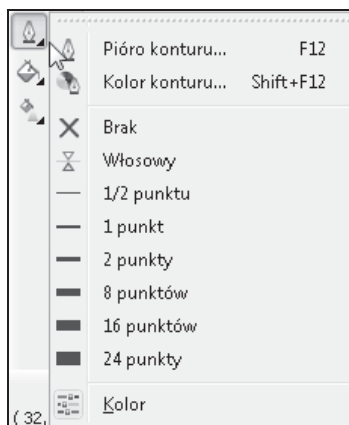 Pióro konturu... F12
Kolor konturu... Shift+F12
Brak
Włosowy
1/2 punktu
1 punkt
2 punkty
8 punktów
16 punktów
24 punkty
Kolor
( 32,